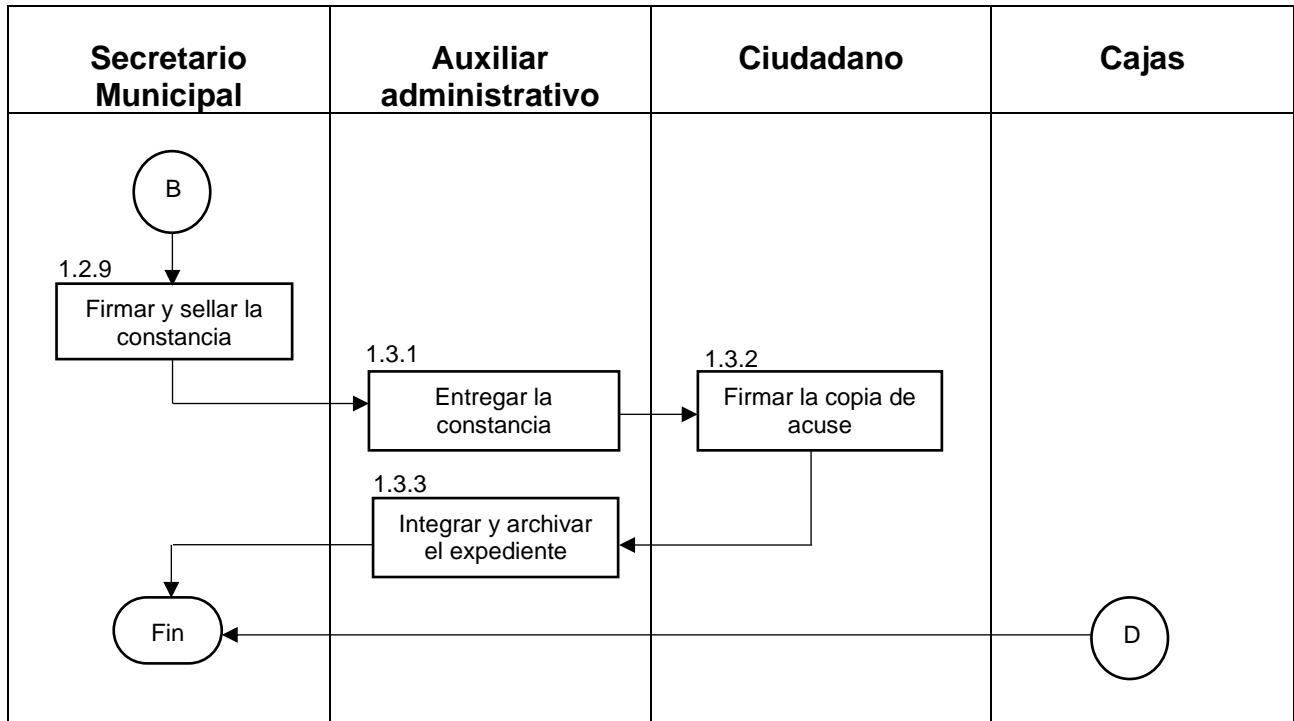 Secretario
Municipal
Auxiliar
administrativo
Ciudadano
Cajas
B
1.2.9
Firmar y sellar la
constancia
1.3.1
Entregar la
constancia
1.3.2
Firmar la copia de
acuse
1.3.3
Integrar y archivar
el expediente
Fin
D